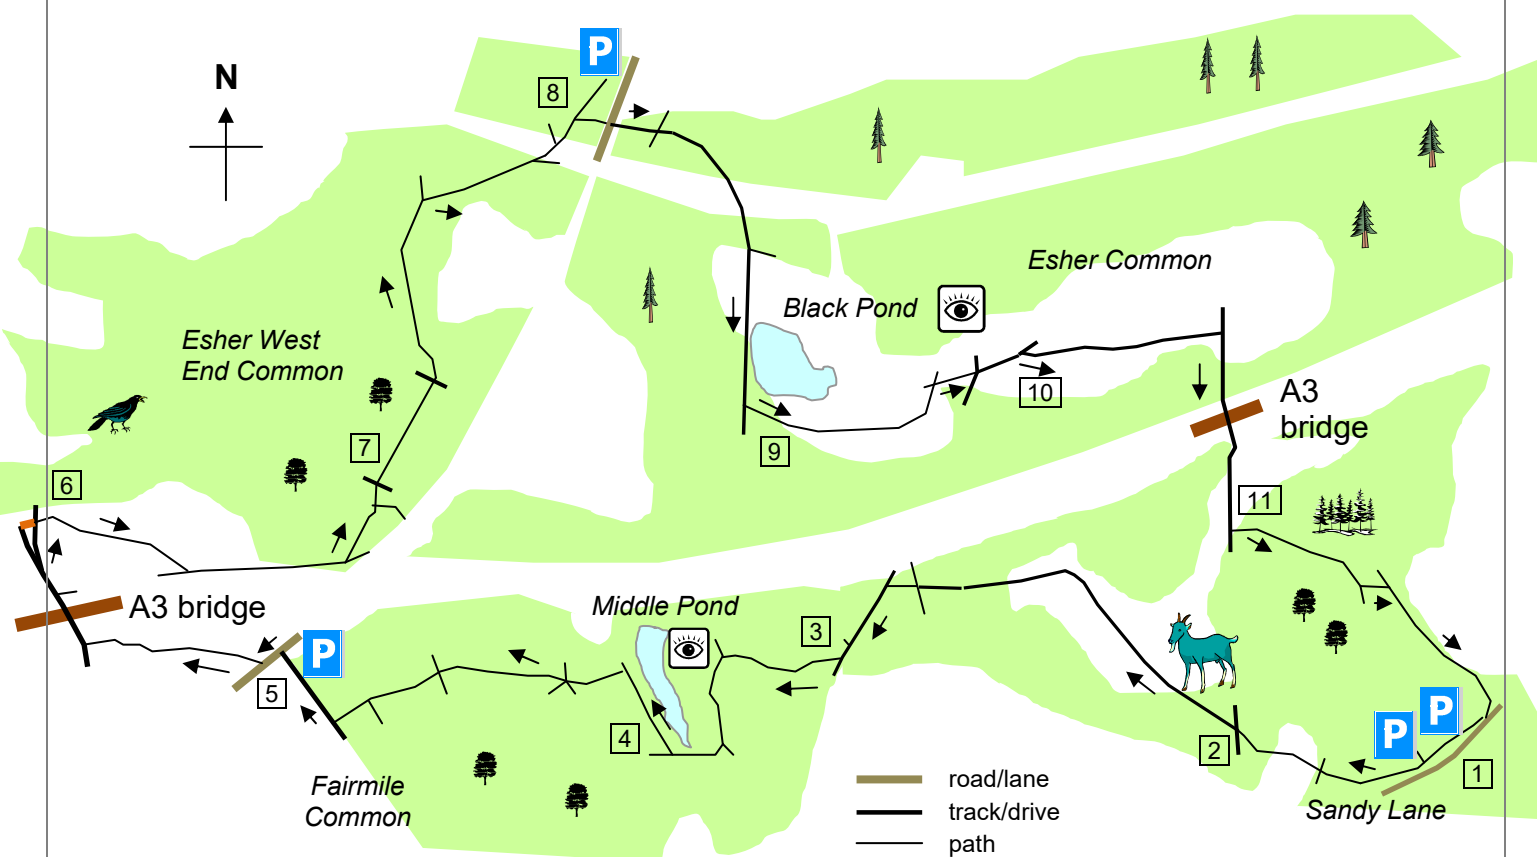 P
N
8
Esher Common
Black Pond
Esher West
End Common
A3
bridge
10
7
9
6
11
A3 bridge
Middle Pond
3
P
5
4
2
P
P
1
Fairmile
Common
Sandy Lane
road/lane
track/drive
path